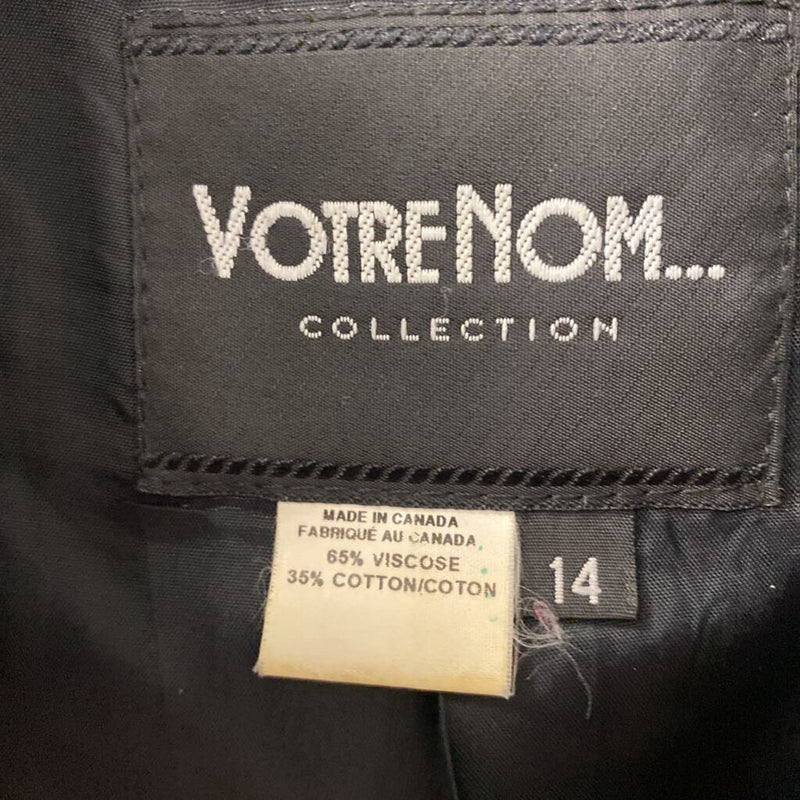 VOTRENOM...
COLLECTION
MADE IN CANADA
FABRIQUÉ AU CANADA
65% VISCOSE
35% COTTON/COTON
14